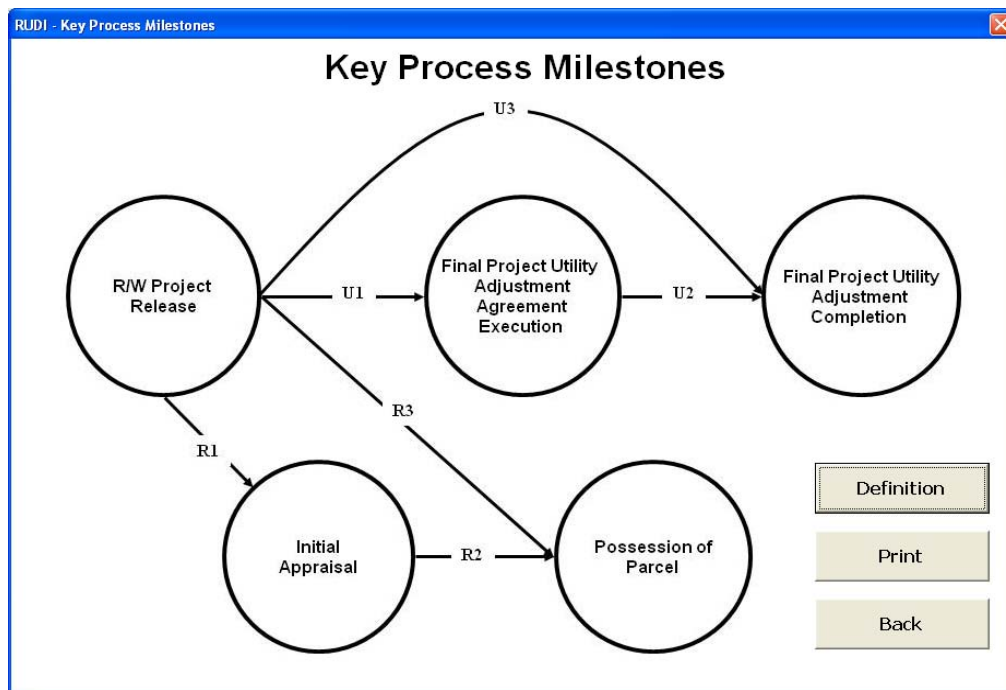 RUDI - Key Process Milestones
Key Process Milestones
U3
R/W Project
Release
U1
Final Project Utility
Adjustment
Agreement
Execution
U2
Final Project Utility
Adjustment
Completion
R3
R1
Initial
Appraisal
R2
Possession of
Parcel
Definition
Print
Back